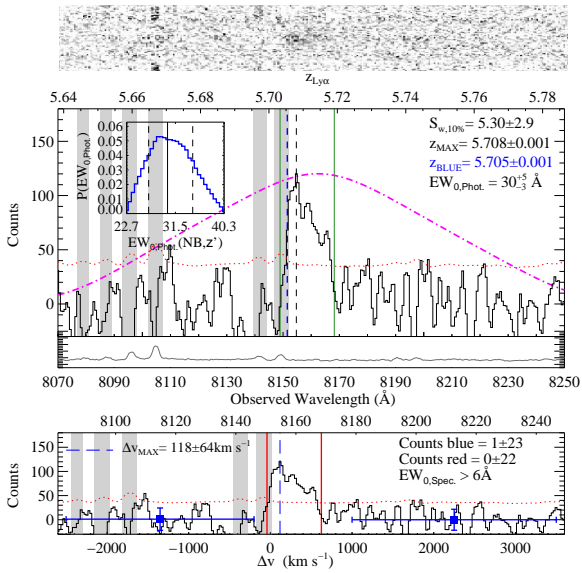 z_Lyα
5.64 5.66 5.68 5.70 5.72 5.74 5.76 5.78
S_w,10% = 5.30±2.9
z_MAX = 5.708±0.001
z_BLUE = 5.705±0.001
EW_0,Phot. = 30 +5 -3 Å
P(EW_0,Phot.)
0.06
0.05
0.04
0.03
0.02
0.01
0.00
22.7 31.5 40.3
EW_0,Phot.(NB,z')
Counts
150
100
50
0
8070 8090 8110 8130 8150 8170 8190 8210 8230 8250
Observed Wavelength (Å)
8100 8120 8140 8160 8180 8200 8220 8240
Δv_MAX = 118±64km s⁻¹
Counts blue = 1±23
Counts red = 0±22
EW_0,Spec. > 6Å
Counts
150
100
50
0
−2000 −1000 0 1000 2000 3000
Δv (km s⁻¹)